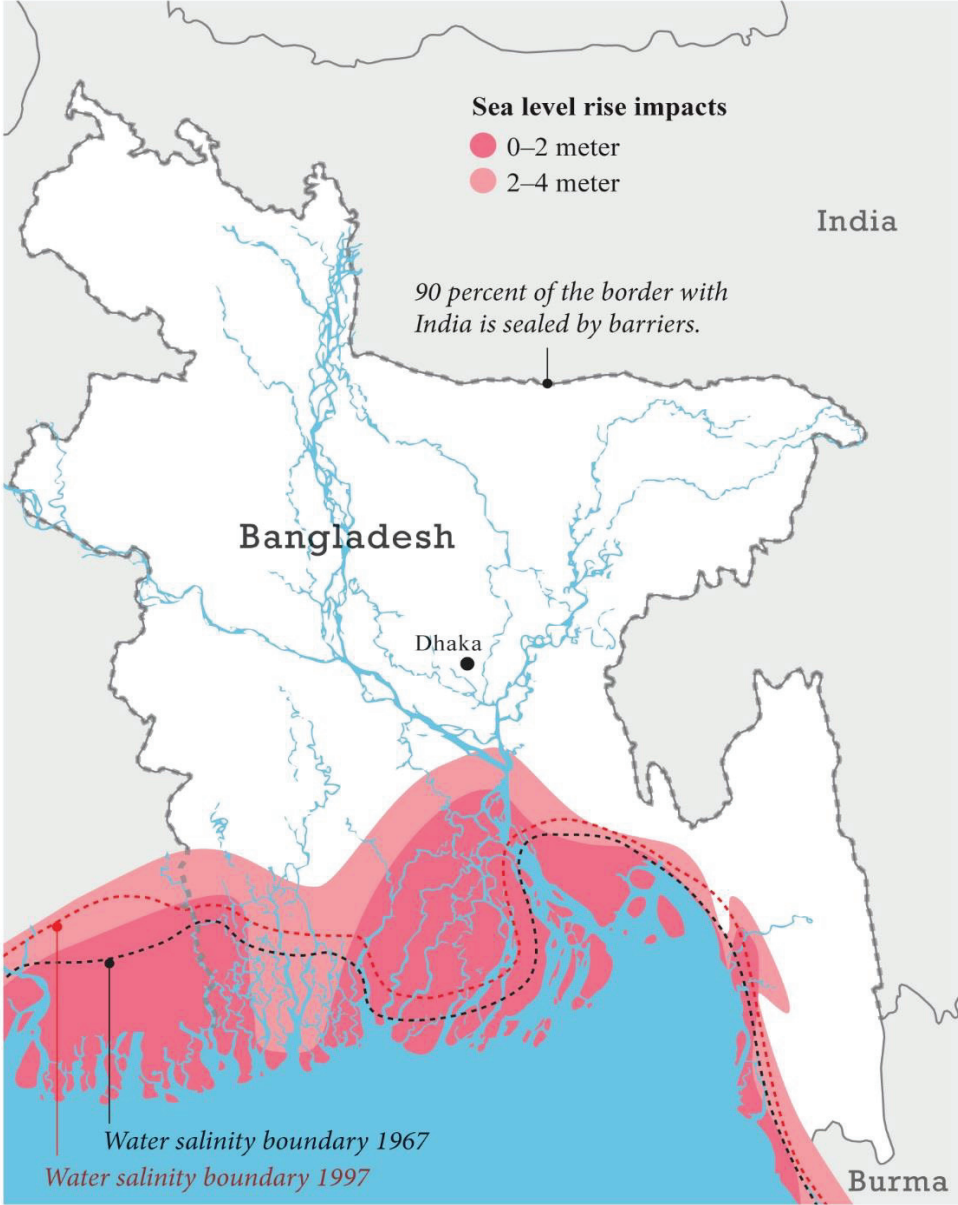 Sea level rise impacts
0–2 meter
2–4 meter
India
90 percent of the border with
India is sealed by barriers.
Bangladesh
Dhaka
Water salinity boundary 1967
Water salinity boundary 1997
Burma